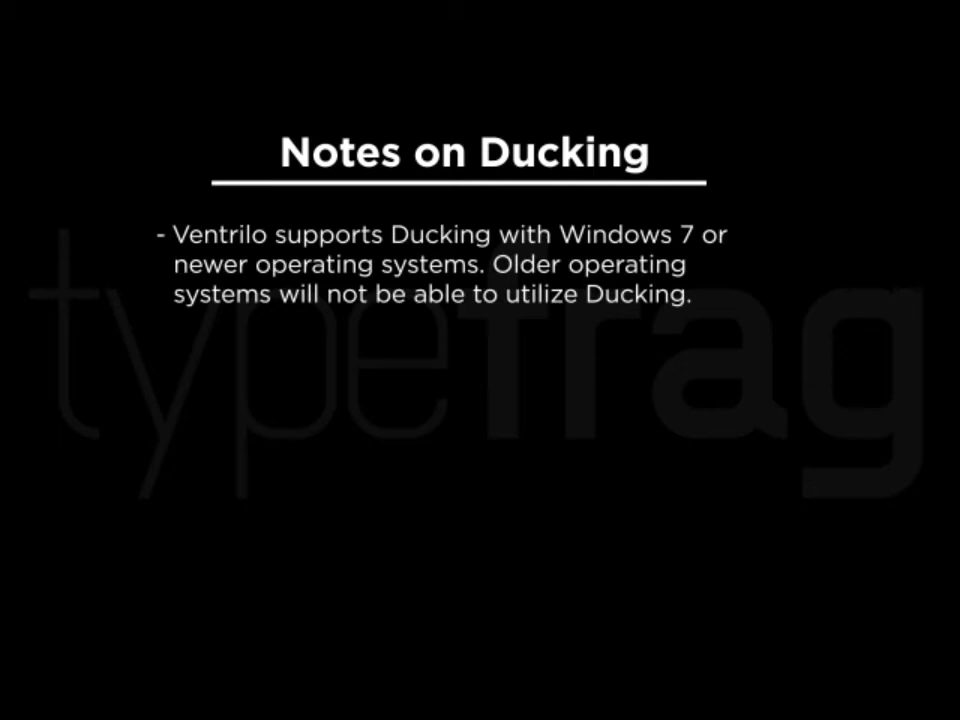 Notes on Ducking
- Ventrilo supports Ducking with Windows 7 or
newer operating systems. Older operating
systems will not be able to utilize Ducking.
typefrag